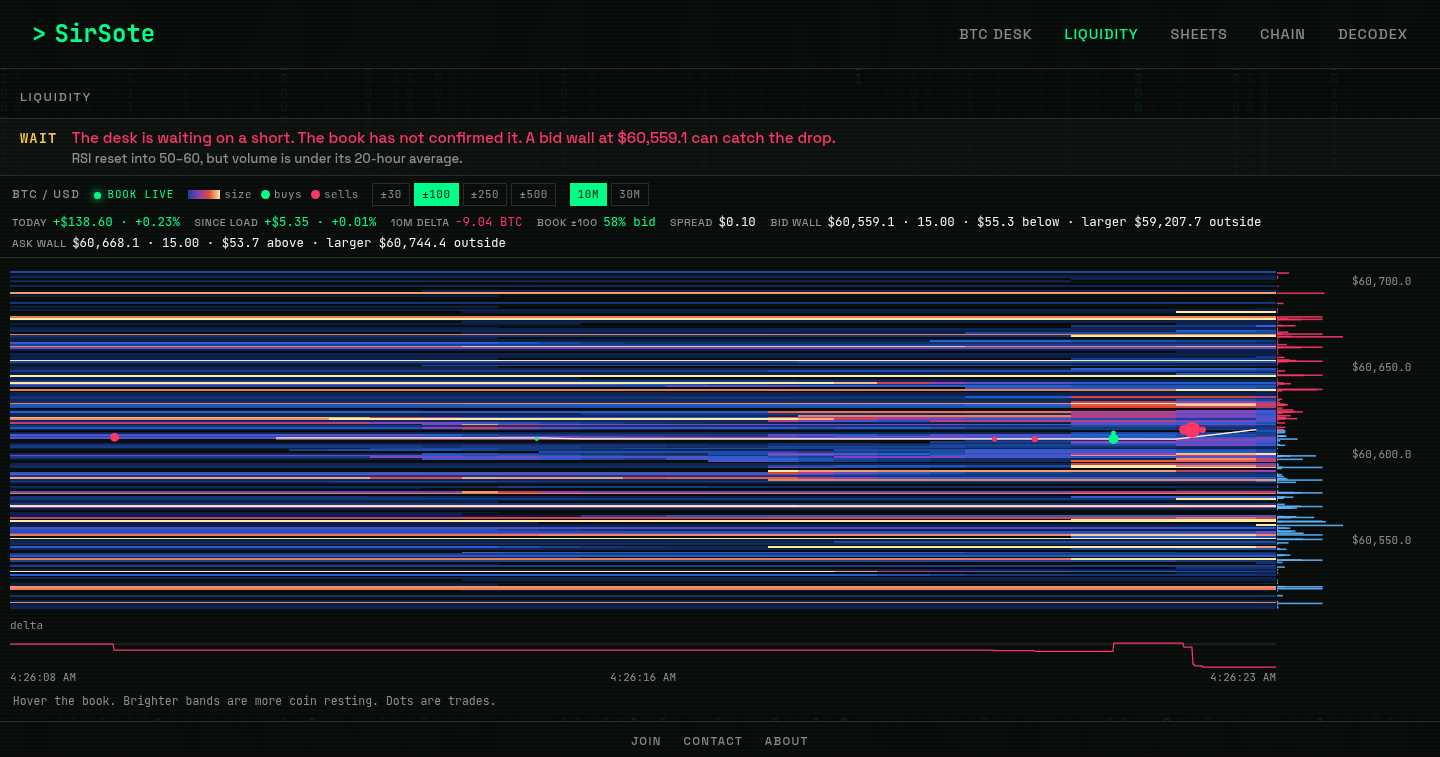 > SirSote
BTC DESK LIQUIDITY SHEETS CHAIN DECODEX
LIQUIDITY
WAIT The desk is waiting on a short. The book has not confirmed it. A bid wall at $60,559.1 can catch the drop.
RSI reset into 50–60, but volume is under its 20-hour average.
BTC / USD BOOK LIVE size buys sells ±30 ±100 ±250 ±500 10M 30M
TODAY +$138.60 · +0.23% SINCE LOAD +$5.35 · +0.01% 10M DELTA -9.04 BTC BOOK ±100 58% bid SPREAD $0.10 BID WALL $60,559.1 · 15.00 · $55.3 below · larger $59,207.7 outside
ASK WALL $60,668.1 · 15.00 · $53.7 above · larger $60,744.4 outside
$60,700.0
$60,650.0
$60,600.0
$60,550.0
delta
4:26:08 AM 4:26:16 AM 4:26:23 AM
Hover the book. Brighter bands are more coin resting. Dots are trades.
JOIN CONTACT ABOUT